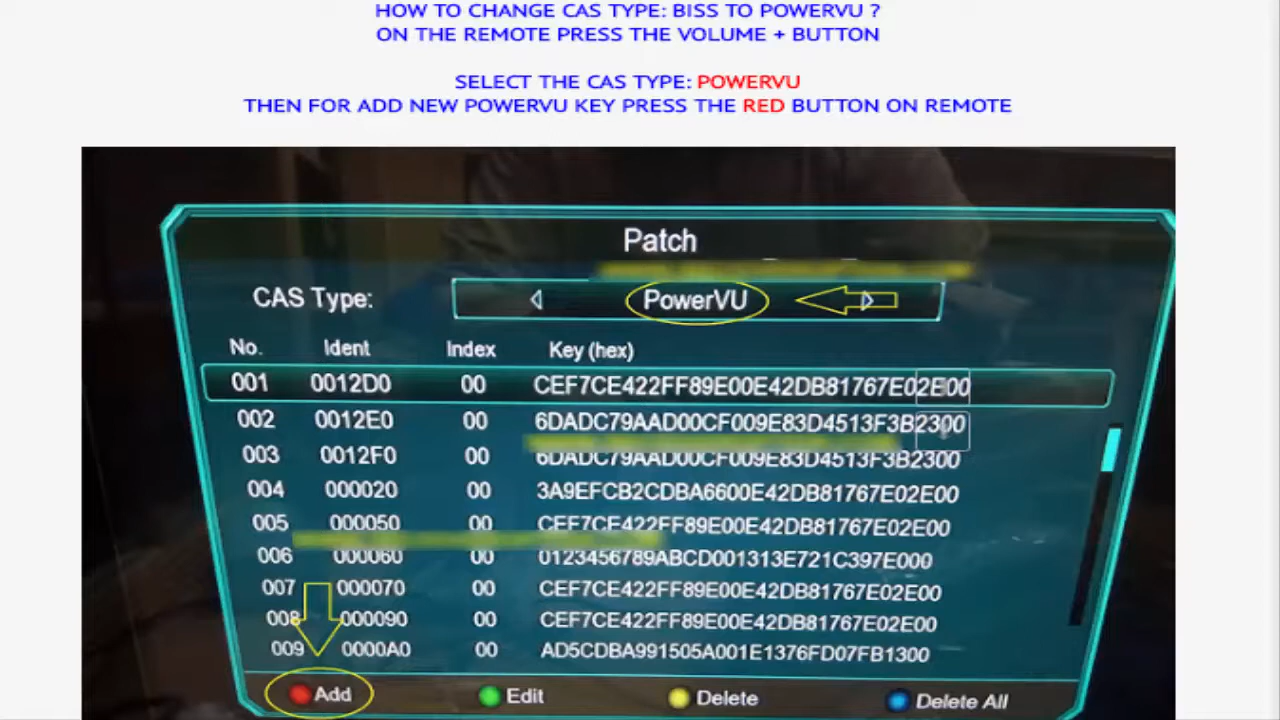 HOW TO CHANGE CAS TYPE: BISS TO POWERVU ?
ON THE REMOTE PRESS THE VOLUME + BUTTON
SELECT THE CAS TYPE: POWERVU
THEN FOR ADD NEW POWERVU KEY PRESS THE RED BUTTON ON REMOTE
Patch
CAS Type: PowerVU
No. Ident Index Key (hex)
001 0012D0 00 CEF7CE422FF89E00E42DB81767E02E00
002 0012E0 00 6DADC79AAD00CF009E83D4513F3B2300
003 0012F0 00 6DADC79AAD00CF009E83D4513F3B2300
004 000020 00 3A9EFCB2CDBA6600E42DB81767E02E00
005 000050 00 CEF7CE422FF89E00E42DB81767E02E00
006 000060 00 0123456789ABCD001313E721C397E000
007 000070 00 CEF7CE422FF89E00E42DB81767E02E00
008 000090 00 CEF7CE422FF89E00E42DB81767E02E00
009 0000A0 00 AD5CDBA991505A001E1376FD07FB1300
Add Edit Delete Delete All